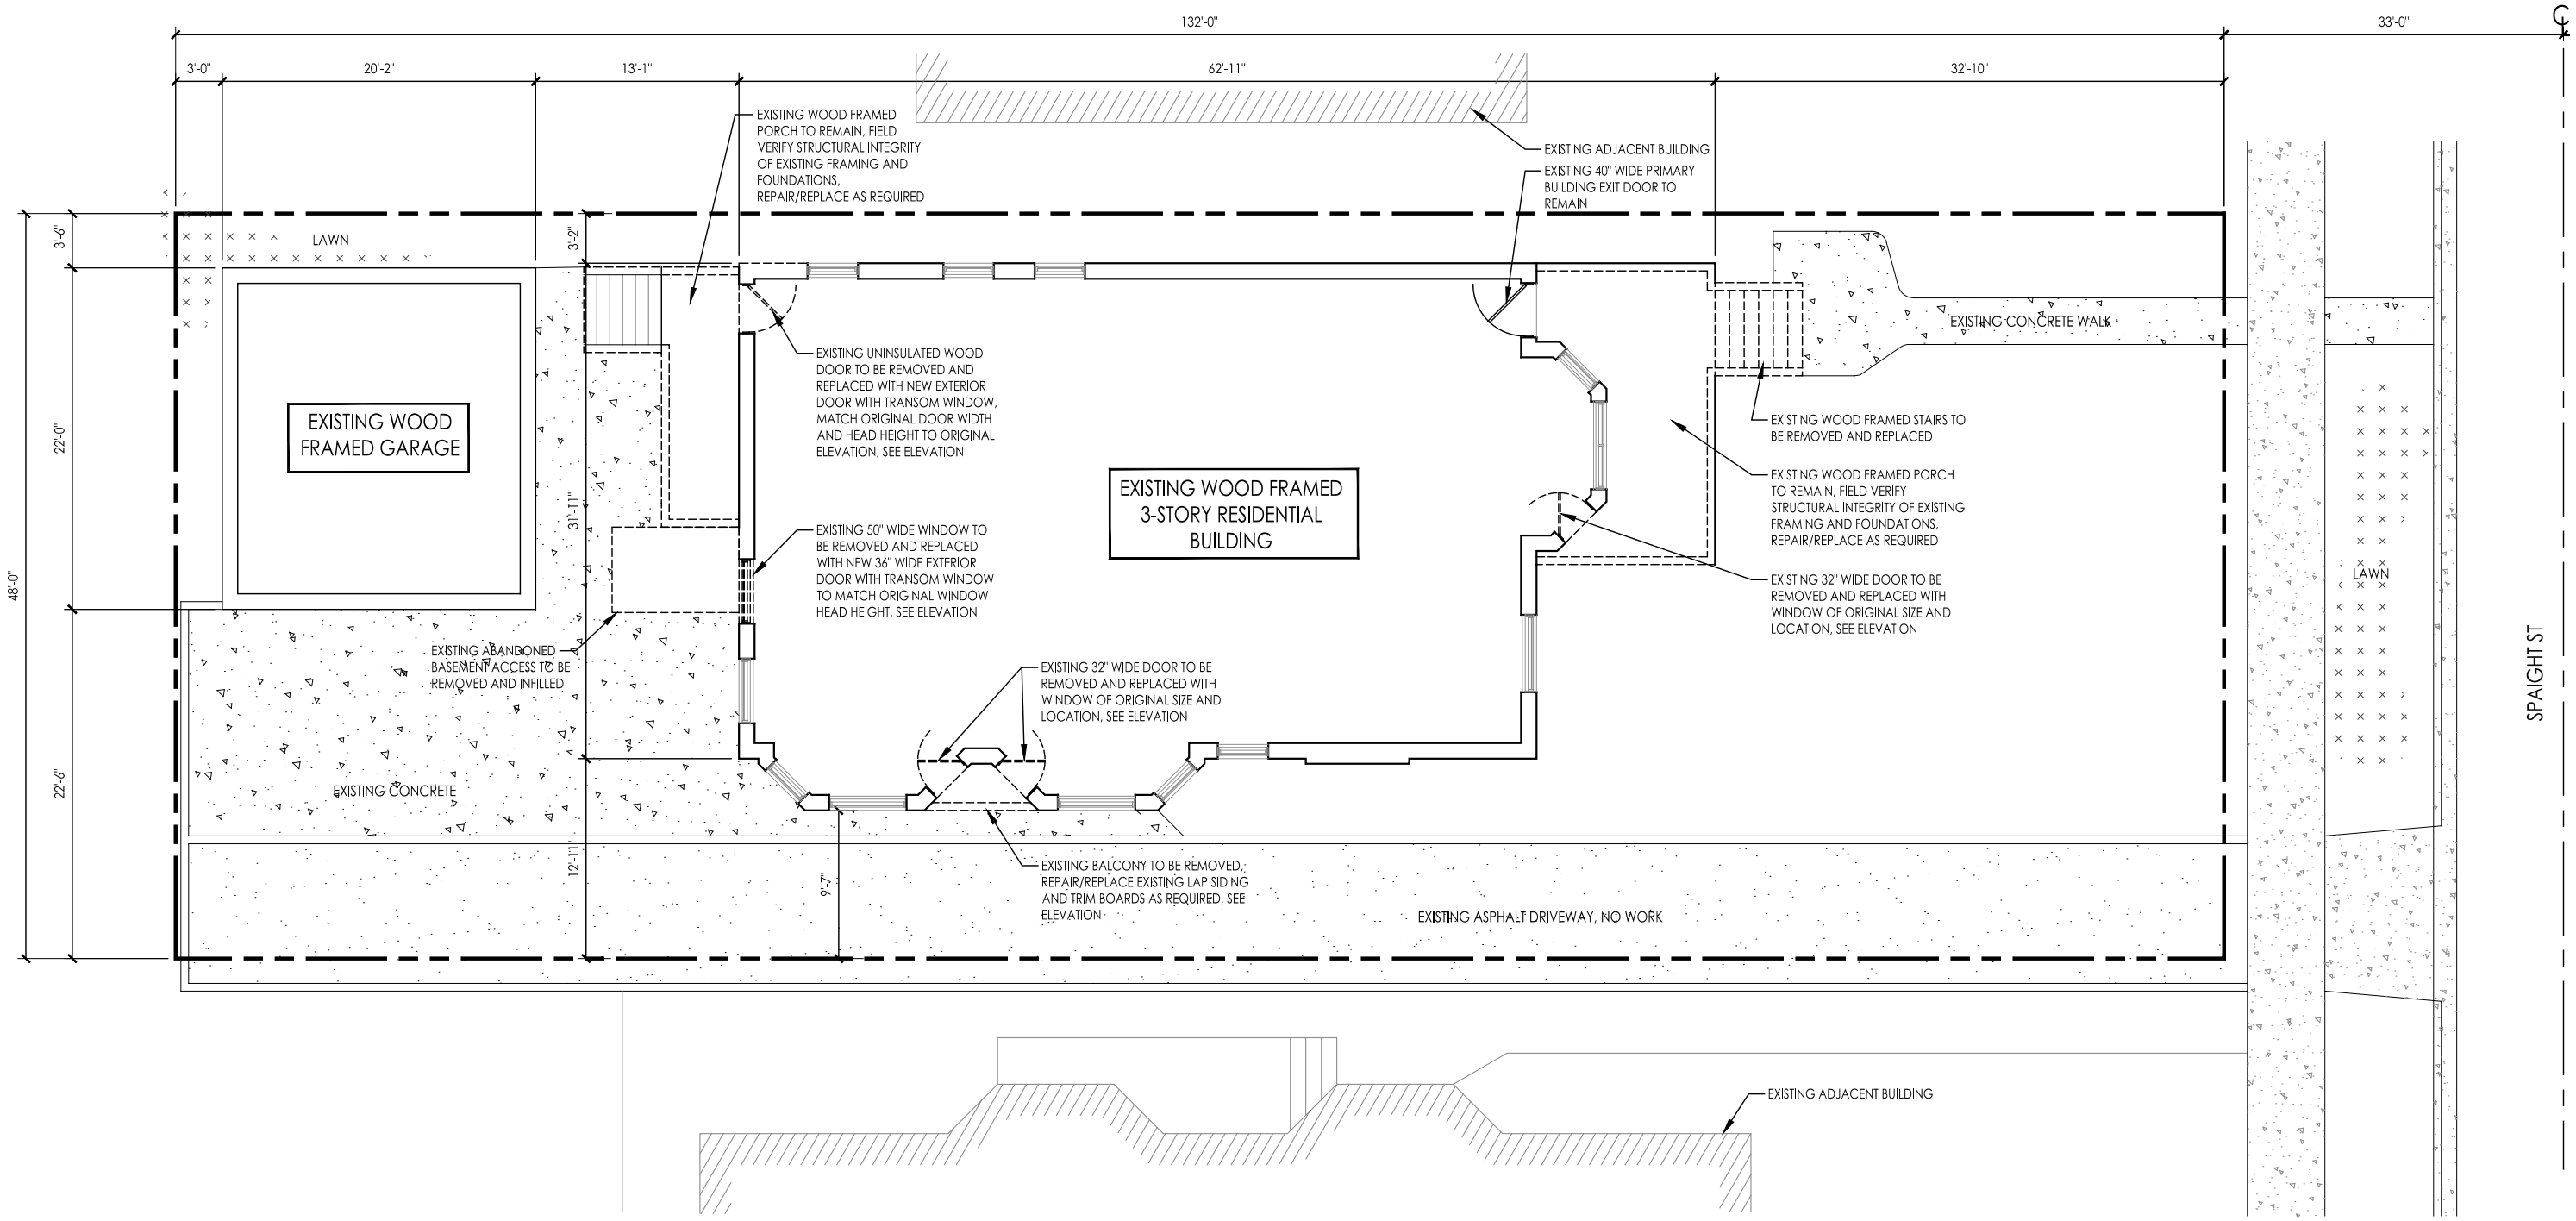 132'-0"
33'-0"
3'-0"
20'-2"
13'-1"
62'-11"
32'-10"
EXISTING WOOD FRAMED
PORCH TO REMAIN, FIELD
VERIFY STRUCTURAL INTEGRITY
OF EXISTING FRAMING AND
FOUNDATIONS,
REPAIR/REPLACE AS REQUIRED
EXISTING ADJACENT BUILDING
EXISTING 40" WIDE PRIMARY
BUILDING EXIT DOOR TO
REMAIN
3'-6"
LAWN
3'-2"
EXISTING CONCRETE WALK
EXISTING UNINSULATED WOOD
DOOR TO BE REMOVED AND
REPLACED WITH NEW EXTERIOR
DOOR WITH TRANSOM WINDOW,
MATCH ORIGINAL DOOR WIDTH
AND HEAD HEIGHT TO ORIGINAL
ELEVATION, SEE ELEVATION
EXISTING WOOD
FRAMED GARAGE
22'-0"
EXISTING WOOD FRAMED STAIRS TO
BE REMOVED AND REPLACED
EXISTING WOOD FRAMED
3-STORY RESIDENTIAL
BUILDING
EXISTING WOOD FRAMED PORCH
TO REMAIN, FIELD VERIFY
STRUCTURAL INTEGRITY OF EXISTING
FRAMING AND FOUNDATIONS,
REPAIR/REPLACE AS REQUIRED
31'-11"
EXISTING 50" WIDE WINDOW TO
BE REMOVED AND REPLACED
WITH NEW 36" WIDE EXTERIOR
DOOR WITH TRANSOM WINDOW
TO MATCH ORIGINAL WINDOW
HEAD HEIGHT, SEE ELEVATION
48'-0"
EXISTING 32" WIDE DOOR TO BE
REMOVED AND REPLACED WITH
WINDOW OF ORIGINAL SIZE AND
LOCATION, SEE ELEVATION
LAWN
SPAIGHT ST
EXISTING ABANDONED
BASEMENT ACCESS TO BE
REMOVED AND INFILLED
EXISTING 32" WIDE DOOR TO BE
REMOVED AND REPLACED WITH
WINDOW OF ORIGINAL SIZE AND
LOCATION, SEE ELEVATION
22'-6"
EXISTING CONCRETE
12'-11"
9'-7"
EXISTING BALCONY TO BE REMOVED,
REPAIR/REPLACE EXISTING LAP SIDING
AND TRIM BOARDS AS REQUIRED, SEE
ELEVATION
EXISTING ASPHALT DRIVEWAY, NO WORK
EXISTING ADJACENT BUILDING